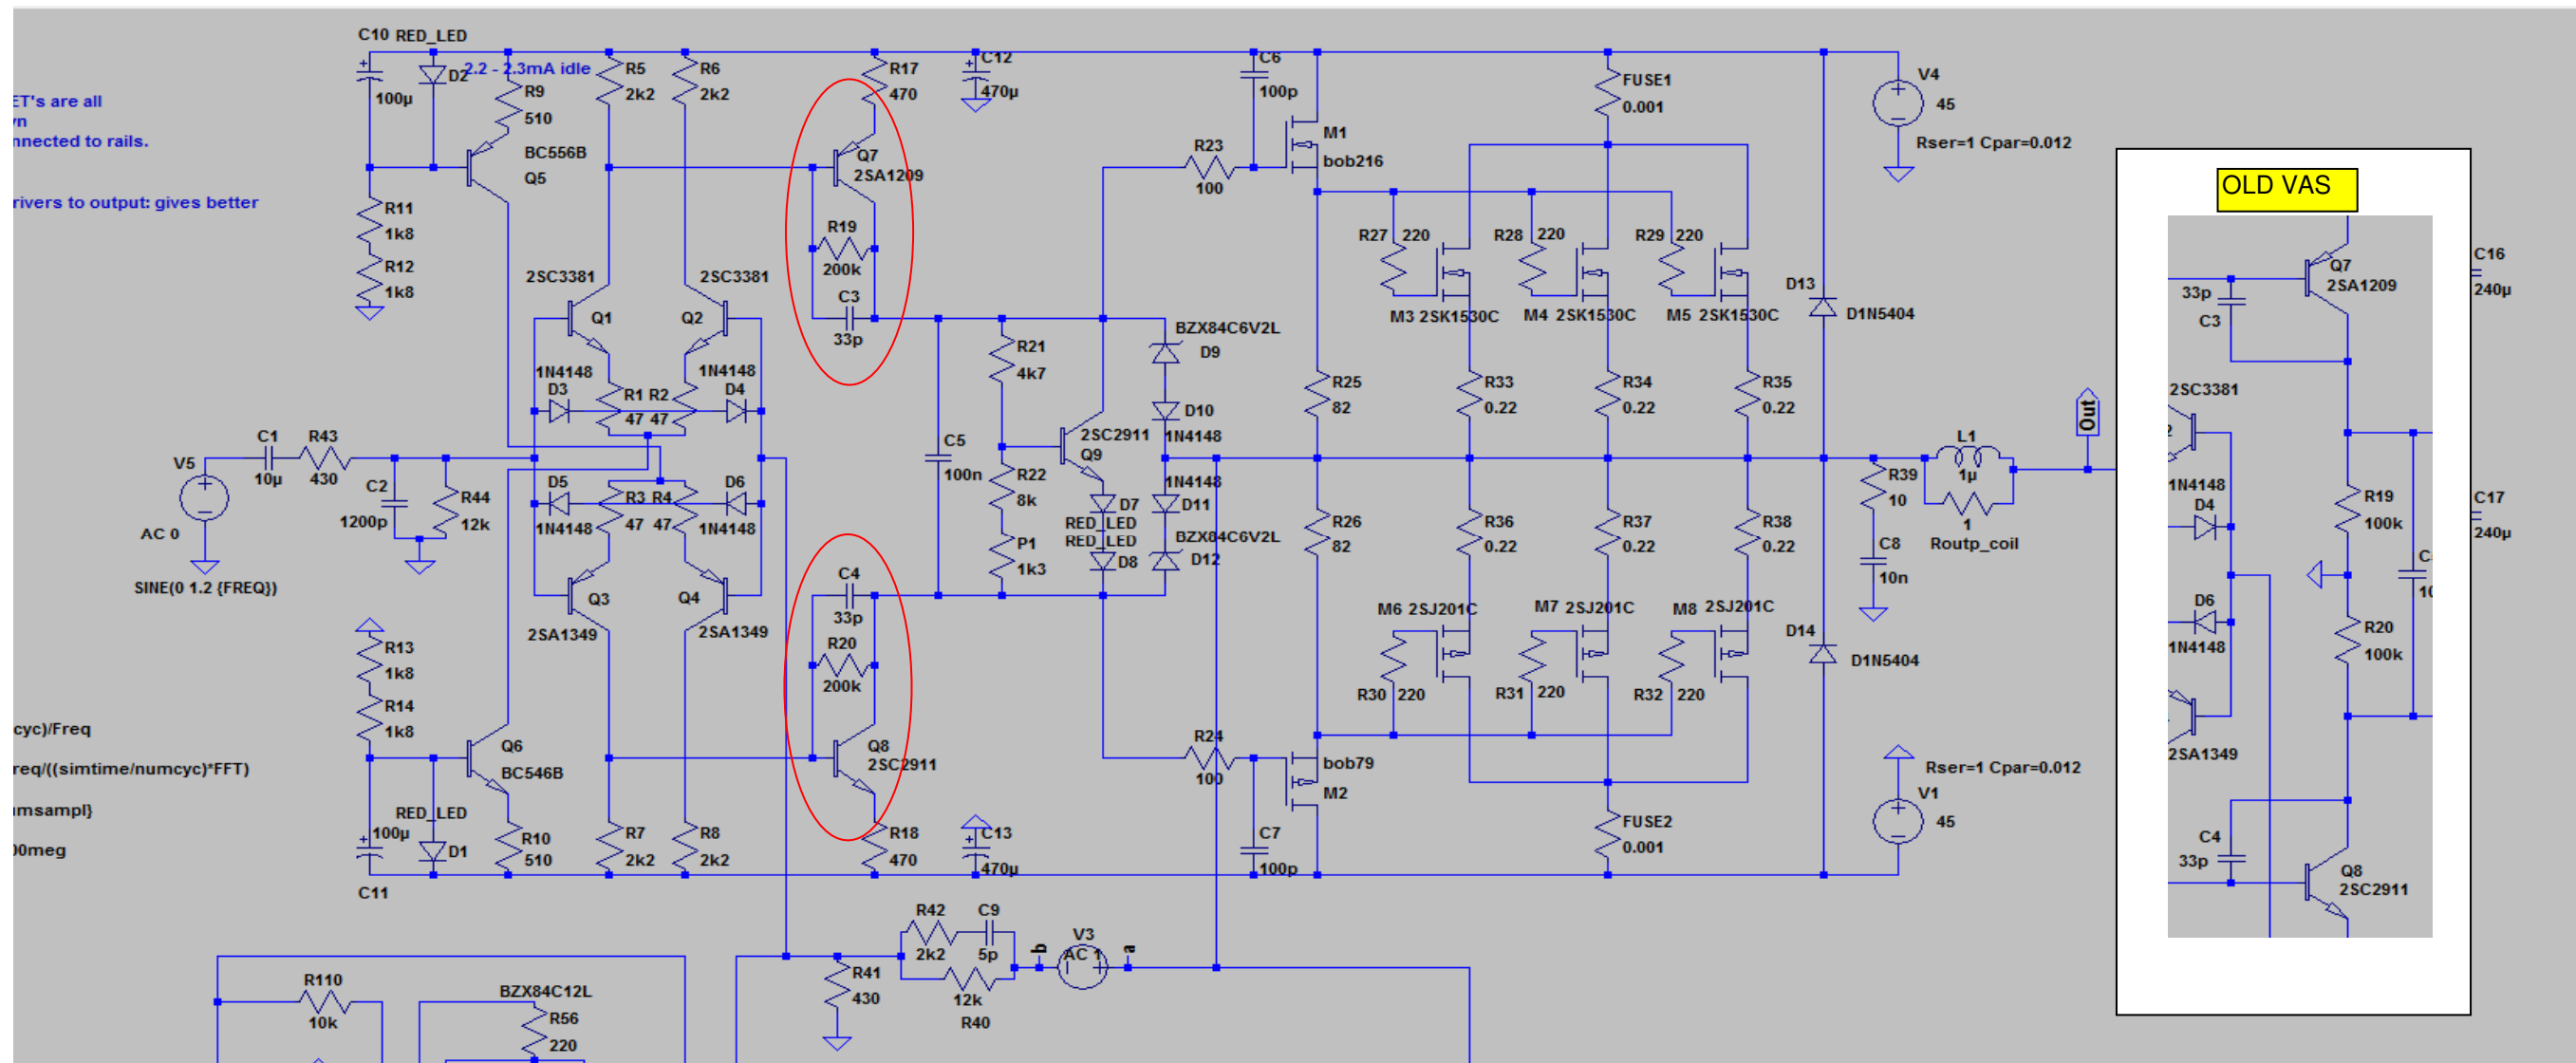 C10 RED_LED
D2
2.2 - 2.3mA idle
100µ
R9
510
R5
2k2
R6
2k2
R17
470
C12
470µ
C6
100p
FUSE1
0.001
V4
45
Rser=1 Cpar=0.012
ET's are all
nnected to rails.
rivers to output: gives better
BC556B
Q5
Q7
2SA1209
R23
100
M1
bob216
OLD VAS
R11
1k8
R12
1k8
R19
200k
C3
33p
R27 220
R28 220
R29 220
M3 2SK1530C
M4 2SK1530C
M5 2SK1530C
D13
D1N5404
2SC3381
Q1
2SC3381
Q2
R21
4k7
BZX84C6V2L
D9
1N4148
D3
R1 R2
47 47
1N4148
D4
D10
1N4148
R25
82
R33
0.22
R34
0.22
R35
0.22
Out
V5
C1
10µ
R43
430
C2
1200p
R44
12k
AC 0
SINE(0 1.2 {FREQ})
D5
1N4148
R3 R4
47 47
D6
1N4148
C5
100n
2SC2911
Q9
R22
8k
D7
RED_LED
RED_LED
D8
P1
1k3
1N4148
D11
BZX84C6V2L
D12
R26
82
R36
0.22
R37
0.22
R38
0.22
R39
10
C8
10n
L1
1µ
1
Routp_coil
Q3
2SA1349
Q4
2SA1349
C4
33p
R20
200k
M6 2SJ201C
M7 2SJ201C
M8 2SJ201C
R30 220
R31 220
R32 220
D14
D1N5404
R13
1k8
R14
1k8
Q6
BC546B
Q8
2SC2911
R24
100
bob79
M2
Rser=1 Cpar=0.012
V1
45
RED_LED
100µ
D1
C11
R10
510
R7
2k2
R8
2k2
R18
470
C13
470µ
C7
100p
FUSE2
0.001
cyc)/Freq
req/((simtime/numcyc)*FFT)
msampl}
00meg
R42
2k2
C9
5p
12k
R40
R41
430
b
V3
AC 1
a
R110
10k
BZX84C12L
R56
220
Q7
2SA1209
33p
C3
2SC3381
2
1N4148
D4
R19
100k
D6
1N4148
R20
100k
2SA1349
C4
33p
Q8
2SC2911
C16
240µ
C17
240µ